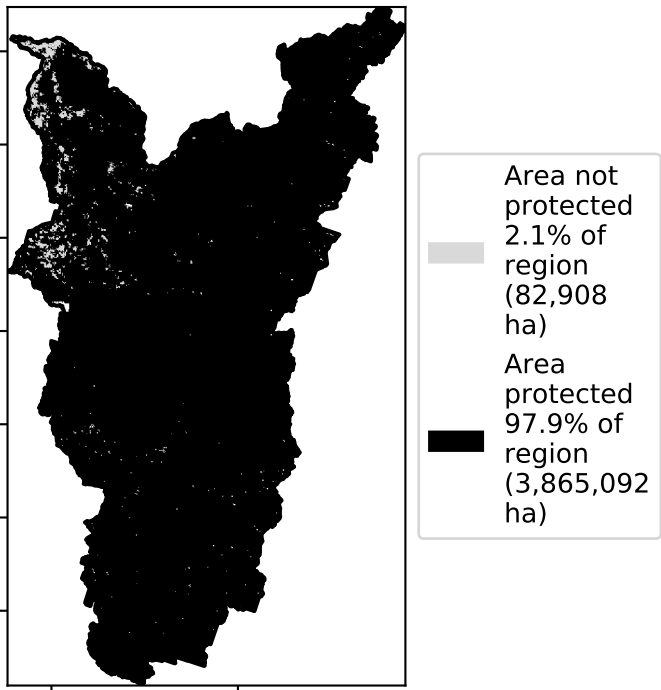 Area not
protected
2.1% of
region
(82,908
ha)
Area
protected
97.9% of
region
(3,865,092
ha)